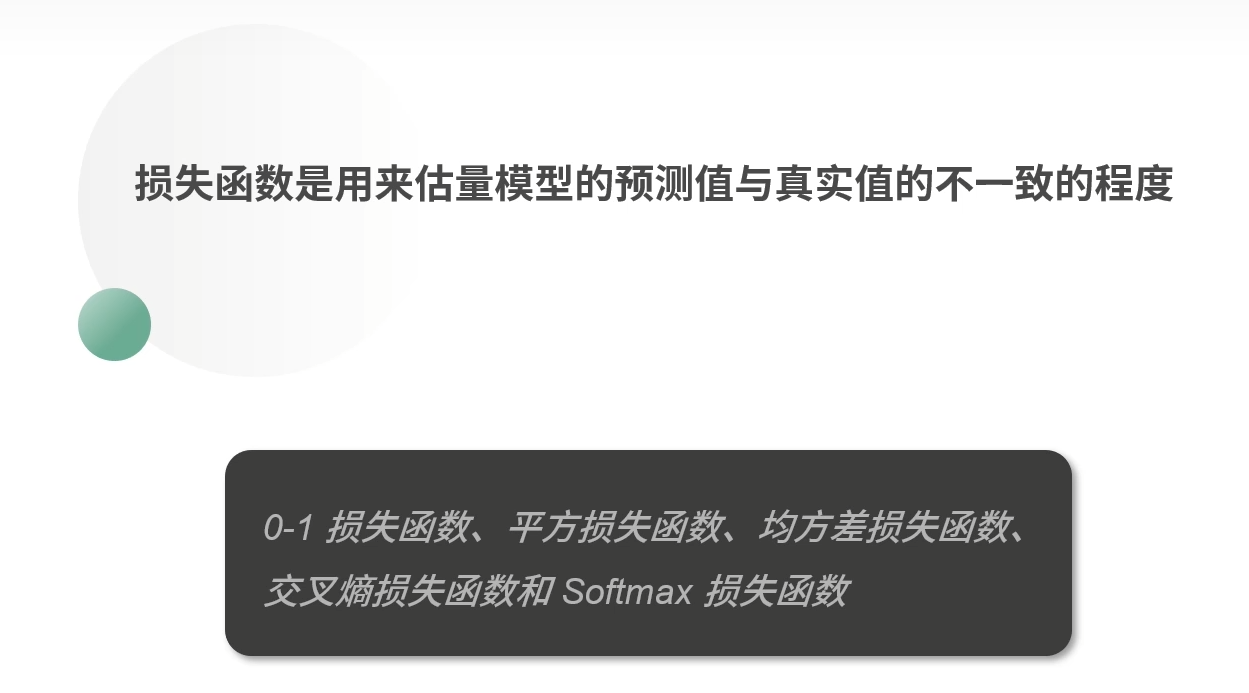 损失函数是用来估量模型的预测值与真实值的不一致的程度
0-1 损失函数、平方损失函数、均方差损失函数、
交叉熵损失函数和 Softmax 损失函数